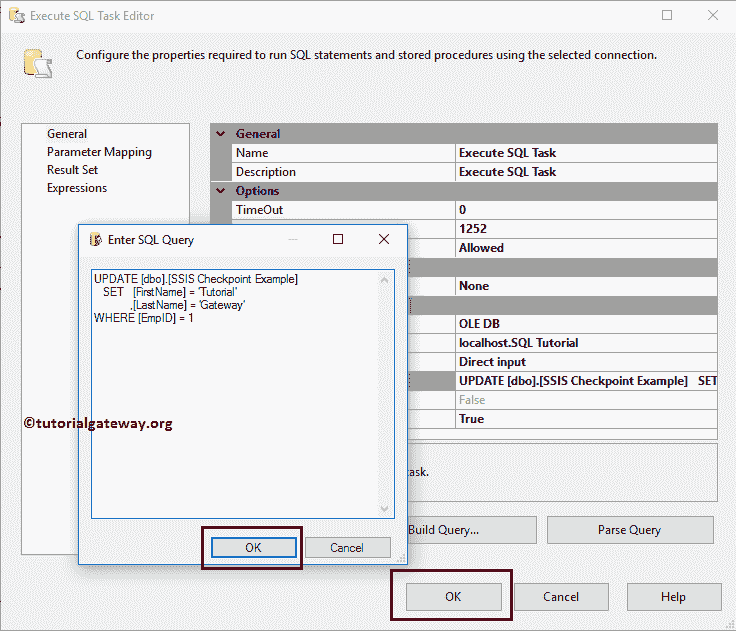 Execute SQL Task Editor
Configure the properties required to run SQL statements and stored procedures using the selected connection.
General
Parameter Mapping
Result Set
Expressions
General
Name Execute SQL Task
Description Execute SQL Task
Options
TimeOut 0
1252
Allowed
None
OLE DB
localhost.SQL Tutorial
Direct input
UPDATE [dbo].[SSIS Checkpoint Example] SET
False
True
Enter SQL Query
UPDATE [dbo].[SSIS Checkpoint Example]
SET [FirstName] = 'Tutorial'
,[LastName] = 'Gateway'
WHERE [EmpID] = 1
©tutorialgateway.org
task.
OK Cancel
Build Query... Parse Query
OK Cancel Help